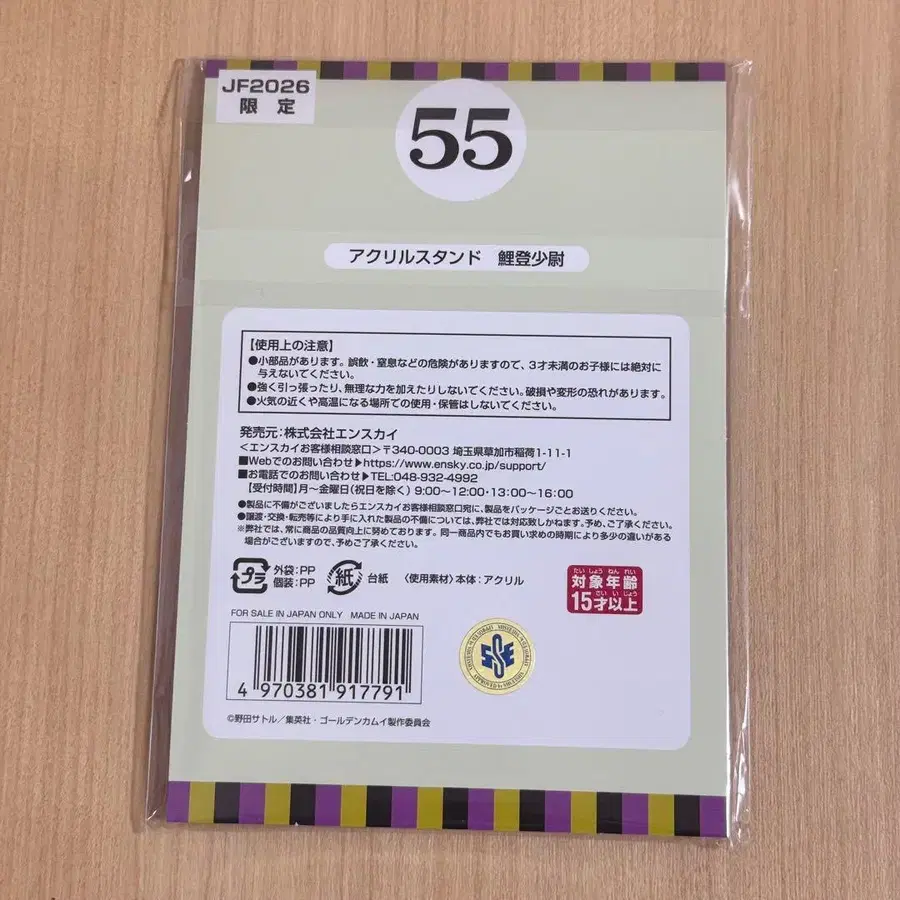 JF2026
限 定
55
アクリルスタンド 鯉登少尉
【使用上の注意】
●小部品があります。誤飲・窒息などの危険がありますので、3才未満のお子様には絶対に
与えないでください。
●強く引っ張ったり、無理な力を加えたりしないでください。破損や変形の恐れがあります。
●火気の近くや高温になる場所での使用・保管はしないでください。
発売元:株式会社エンスカイ
<エンスカイお客様相談窓口>〒340-0003 埼玉県草加市稲荷1-11-1
■Webでのお問い合わせ▶https://www.ensky.co.jp/support/
■お電話でのお問い合わせ▶TEL:048-932-4992
【受付時間】月〜金曜日(祝日を除く) 9:00〜12:00・13:00〜16:00
●製品に不備がございましたらエンスカイお客様相談窓口宛に、製品をパッケージごとお送りください。
●譲渡・交換・転売等により手に入れた製品の不備については、弊社では対応致しかねます。予め、ご了承ください。
※弊社では、常に商品の品質向上に努めております。同一商品内でもお買い求めの時期により多少の違いがある
場合がございますので、予めご了承ください。
プラ 外袋:PP
個装:PP
紙 台紙 〈使用素材〉本体:アクリル
たい しょう ねん れい
対象年齢
さい い じょう
15才以上
FOR SALE IN JAPAN ONLY MADE IN JAPAN
4 970381 917791
©野田サトル/集英社・ゴールデンカムイ製作委員会